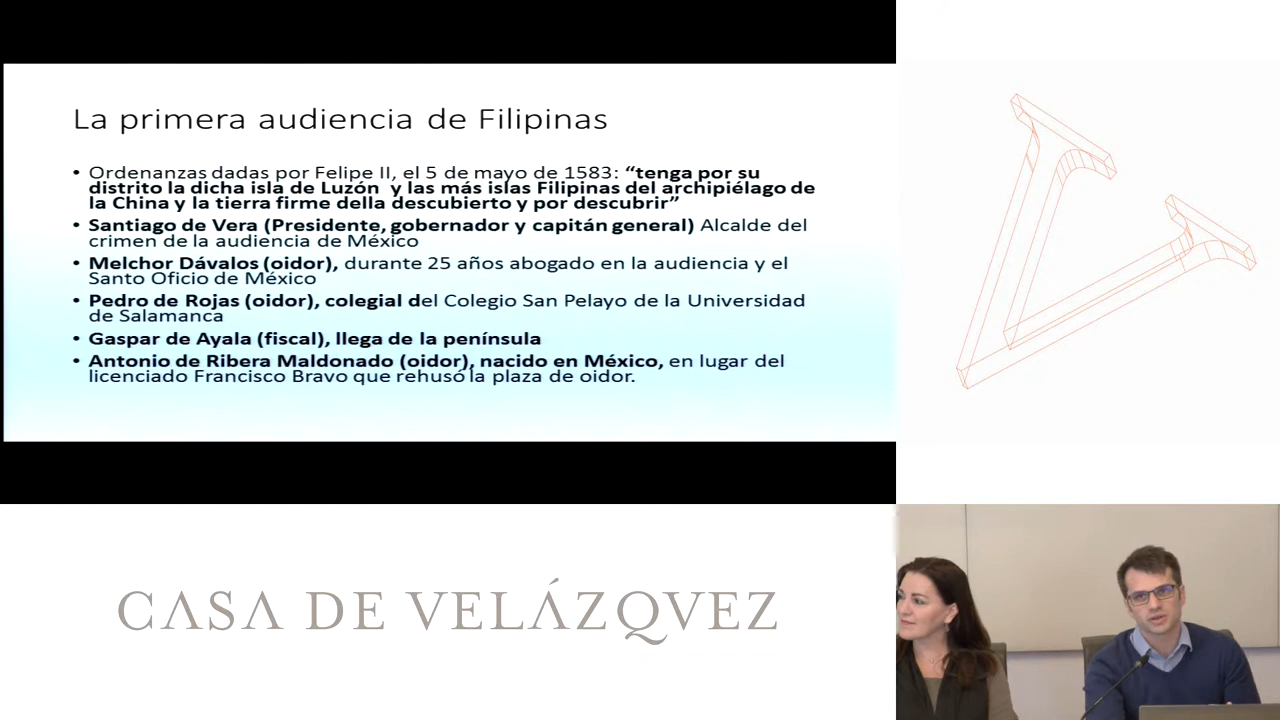 La primera audiencia de Filipinas
• Ordenanzas dadas por Felipe II, el 5 de mayo de 1583: “tenga por su
distrito la dicha isla de Luzón y las más islas Filipinas del archipiélago de
la China y la tierra firme della descubierto y por descubrir”
• Santiago de Vera (Presidente, gobernador y capitán general) Alcalde del
crimen de la audiencia de México
• Melchor Dávalos (oidor), durante 25 años abogado en la audiencia y el
Santo Oficio de México
• Pedro de Rojas (oidor), colegial del Colegio San Pelayo de la Universidad
de Salamanca
• Gaspar de Ayala (fiscal), llega de la península
• Antonio de Ribera Maldonado (oidor), nacido en México, en lugar del
licenciado Francisco Bravo que rehusó la plaza de oidor.
CASA DE VELÁZQVEZ